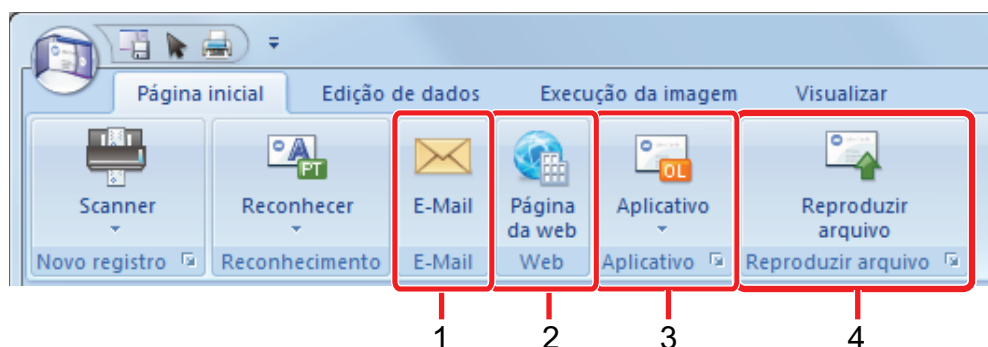 Página inicial
Edição de dados
Execução da imagem
Visualizar
A
PT
OL
Scanner
Reconhecer
E-Mail
Página
da web
Aplicativo
Reproduzir
arquivo
Novo registro
Reconhecimento
E-Mail
Web
Aplicativo
Reproduzir arquivo
1
2
3
4